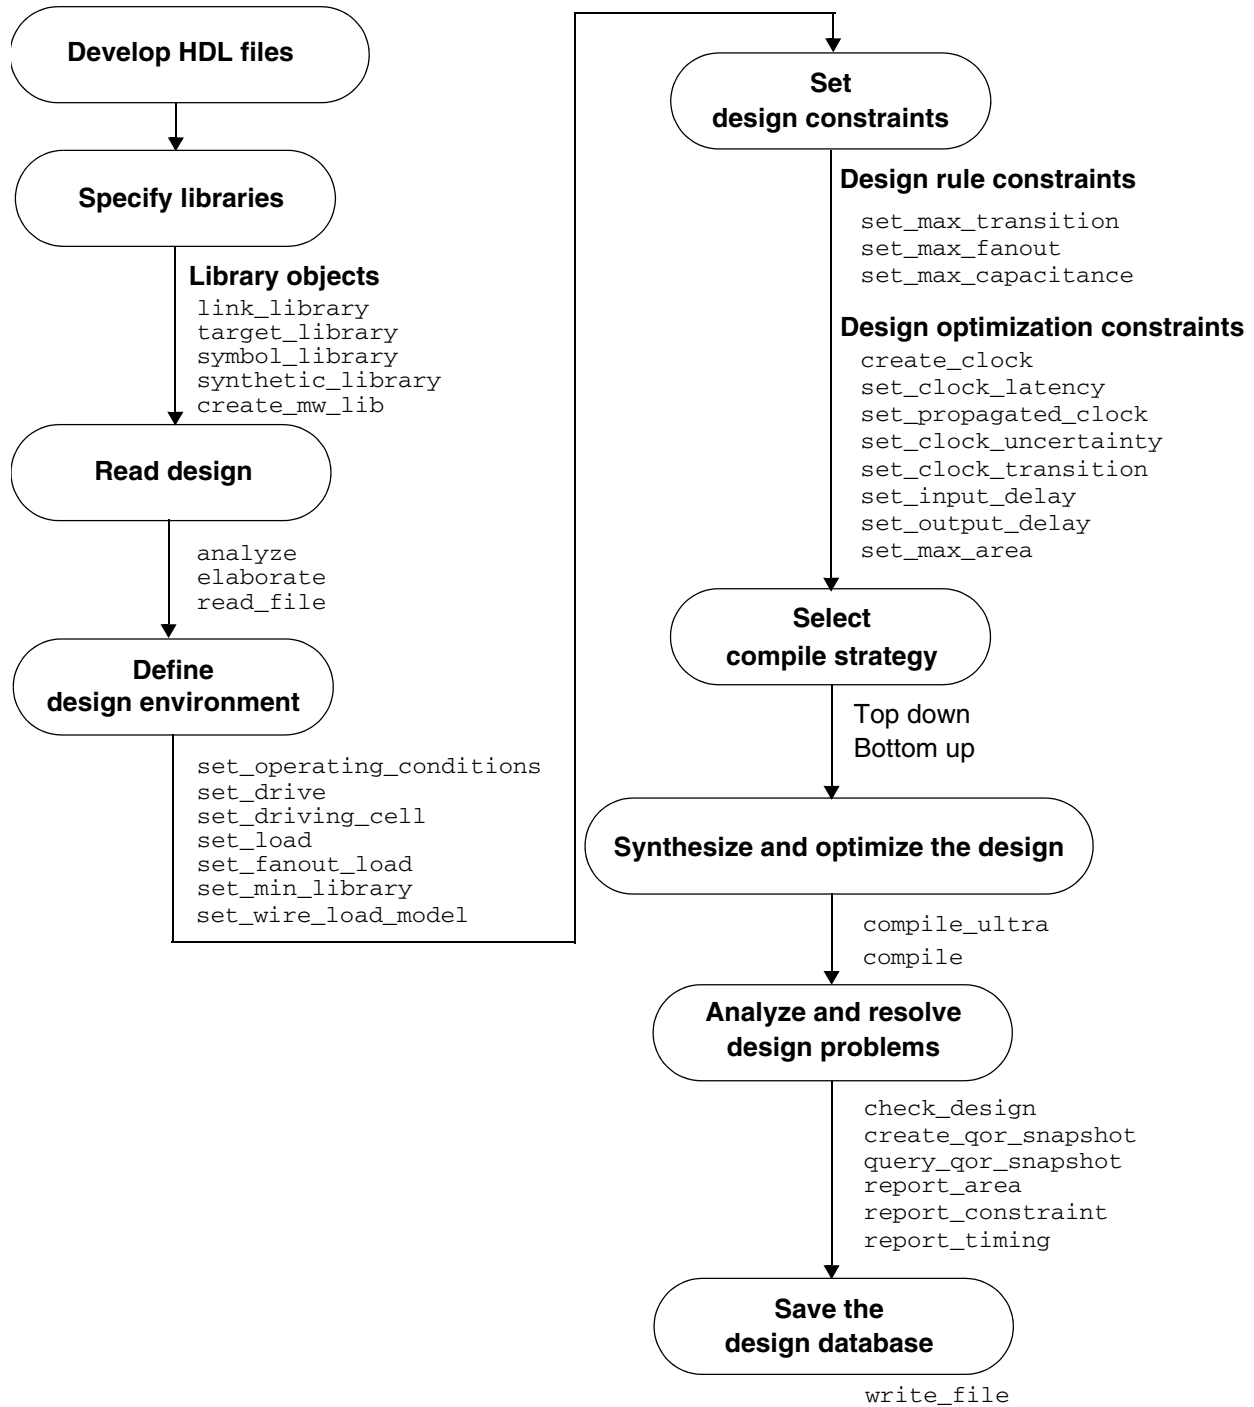 Develop HDL files
Specify libraries
Library objects
link_library
target_library
symbol_library
synthetic_library
create_mw_lib
Read design
analyze
elaborate
read_file
Define
design environment
set_operating_conditions
set_drive
set_driving_cell
set_load
set_fanout_load
set_min_library
set_wire_load_model
Set
design constraints
Design rule constraints
set_max_transition
set_max_fanout
set_max_capacitance
Design optimization constraints
create_clock
set_clock_latency
set_propagated_clock
set_clock_uncertainty
set_clock_transition
set_input_delay
set_output_delay
set_max_area
Select
compile strategy
Top down
Bottom up
Synthesize and optimize the design
compile_ultra
compile
Analyze and resolve
design problems
check_design
create_qor_snapshot
query_qor_snapshot
report_area
report_constraint
report_timing
Save the
design database
write_file